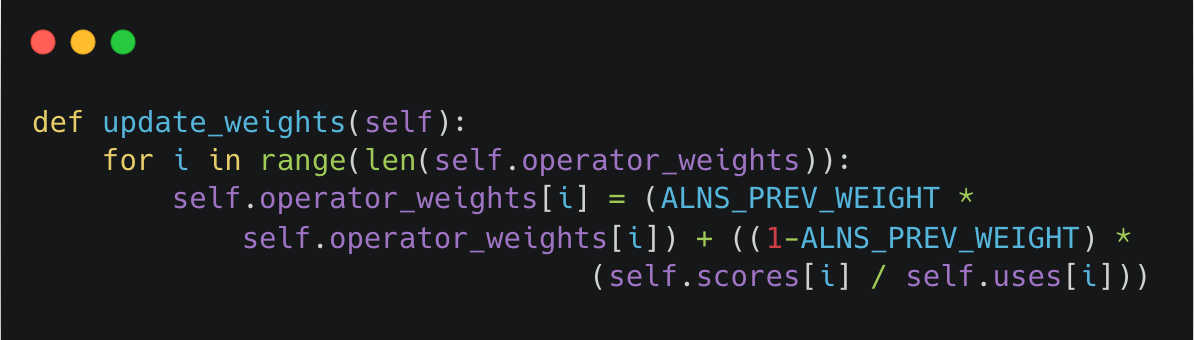 def update_weights(self):
    for i in range(len(self.operator_weights)):
        self.operator_weights[i] = (ALNS_PREV_WEIGHT *
            self.operator_weights[i]) + ((1-ALNS_PREV_WEIGHT) *
                                (self.scores[i] / self.uses[i]))